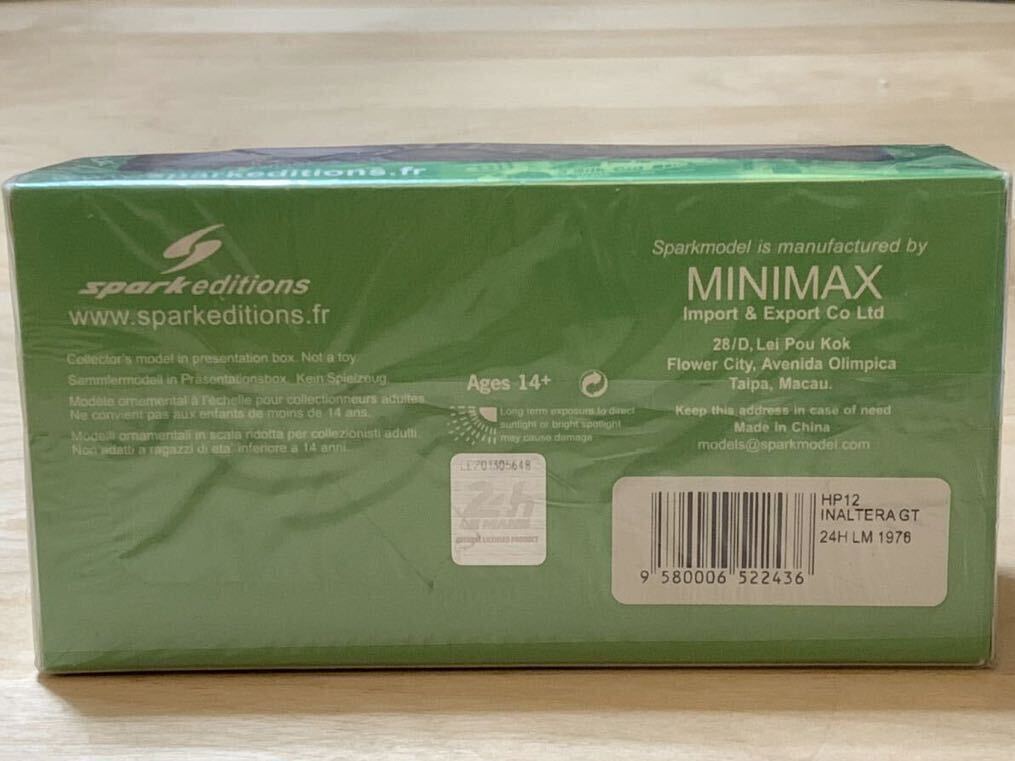 sparkeditions.fr
sparkeditions
www.sparkeditions.fr
Collector's model in presentation box. Not a toy.
Sammlermodell in Präsentationsbox. Kein Spielzeug.
Modèle ornemental à l'échelle pour collectionneurs adultes.
Ne convient pas aux enfants de moins de 14 ans.
Modelli ornamentali in scala ridotta per collezionisti adulti.
Non adatti a ragazzi di eta' inferiore a 14 anni.
Ages 14+
Long term exposure to direct
sunlight or bright spotlight
may cause damage
LE201305648
24h
LE MANS
OFFICIAL LICENSED PRODUCT
Sparkmodel is manufactured by
MINIMAX
Import & Export Co Ltd
28/D, Lei Pou Kok
Flower City, Avenida Olimpica
Taipa, Macau.
Keep this address in case of need
Made in China
models@sparkmodel.com
HP12
INALTERA GT
24H LM 1976
9 580006 522436